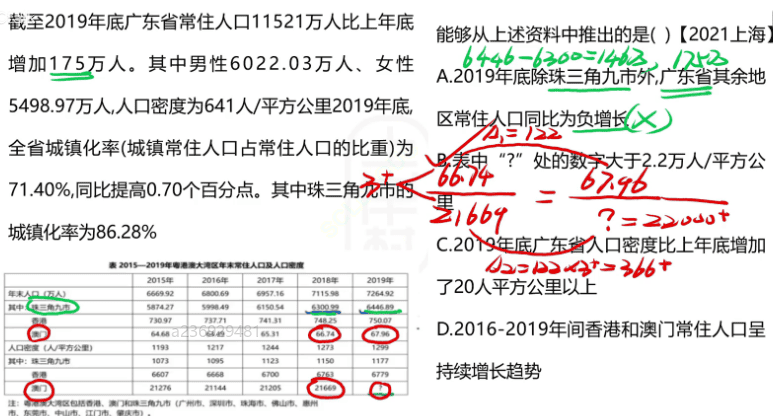 截至2019年底广东省常住人口11521万人比上年底
增加175万人。其中男性6022.03万人、女性
5498.97万人,人口密度为641人/平方公里2019年底,
全省城镇化率(城镇常住人口占常住人口的比重)为
71.40%,同比提高0.70个百分点。其中珠三角九市的
城镇化率为86.28%
表 2015—2019年粤港澳大湾区年末常住人口及人口密度
2015年 2016年 2017年 2018年 2019年
年末人口(万人) 6669.92 6800.69 6957.16 7115.98 7264.92
其中:珠三角九市 5874.27 5998.49 6150.54 6300.99 6446.89
香港 730.97 737.71 741.31 748.25 750.07
澳门 64.68 65.31 66.74 67.96
人口密度(人/平方公里) 1193 1217 1244 1273 1299
其中:珠三角九市 1073 1095 1123 1150 1177
香港 6607 6668 6700 6763 6779
澳门 21276 21144 21205 21669 ?
注:粤港澳大湾区包括香港、澳门和珠三角九市(广州市、深圳市、珠海市、佛山市、惠州
市、东莞市、中山市、江门市、肇庆市)。
能够从上述资料中推出的是( )【2021上海】
6446-6300=146万, 175万
A.2019年底除珠三角九市外,广东省其余地
区常住人口同比为负增长(×)
Δ1=122
B.表中“?”处的数字大于2.2万人/平方公
里
3+ 66.74/21669 = 67.96/?=22000+
C.2019年底广东省人口密度比上年底增加
Δ2=122×3+=366+
了20人平方公里以上
D.2016-2019年间香港和澳门常住人口呈
持续增长趋势